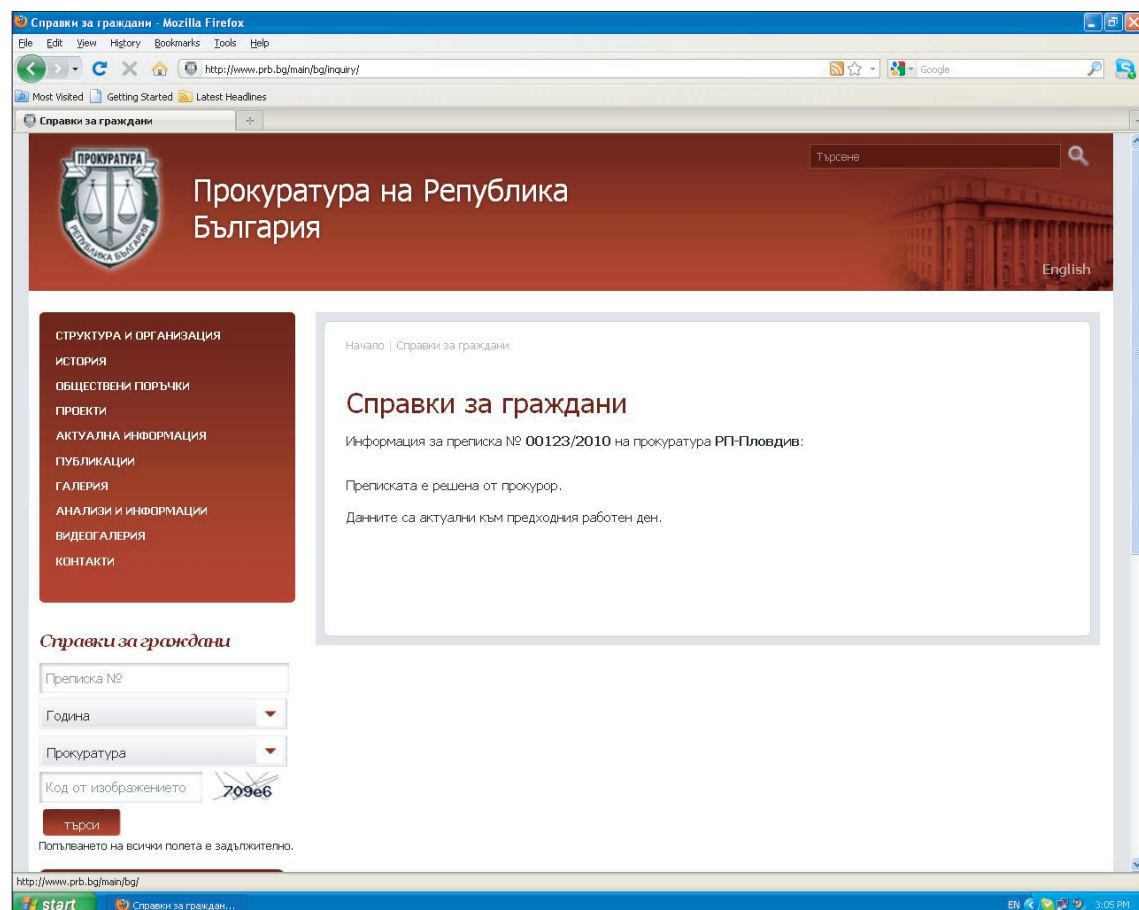 Справки за граждани - Mozilla Firefox
File Edit View History Bookmarks Tools Help
http://www.prb.bg/main/bg/inquiry/
Google
Most Visited Getting Started Latest Headlines
Справки за граждани
ПРОКУРАТУРА
РЕПУБЛИКА БЪЛГАРИЯ
Прокуратура на Република
България
Търсене
English
СТРУКТУРА И ОРГАНИЗАЦИЯ
ИСТОРИЯ
ОБЩЕСТВЕНИ ПОРЪЧКИ
ПРОЕКТИ
АКТУАЛНА ИНФОРМАЦИЯ
ПУБЛИКАЦИИ
ГАЛЕРИЯ
АНАЛИЗИ И ИНФОРМАЦИИ
ВИДЕОГАЛЕРИЯ
КОНТАКТИ
Начало | Справки за граждани
Справки за граждани
Информация за преписка № 00123/2010 на прокуратура РП-Пловдив:
Преписката е решена от прокурор.
Данните са актуални към предходния работен ден.
Справки за граждани
Преписка №
Година
Прокуратура
Код от изображението
709e6
търси
Попълването на всички полета е задължително.
http://www.prb.bg/main/bg/
start
Справки за граждан...
EN
3:05 PM